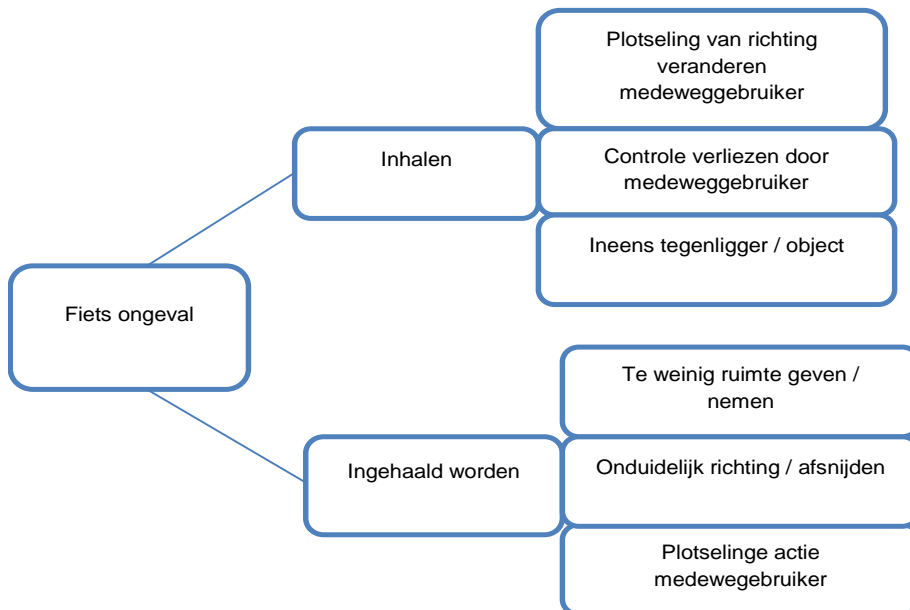 Plotseling van richting
veranderen
medeweggebruiker
Inhalen
Controle verliezen door
medeweggebruiker
Ineens tegenligger / object
Fiets ongeval
Te weinig ruimte geven /
nemen
Ingehaald worden
Onduidelijk richting / afsnijden
Plotselinge actie
medewegebruiker